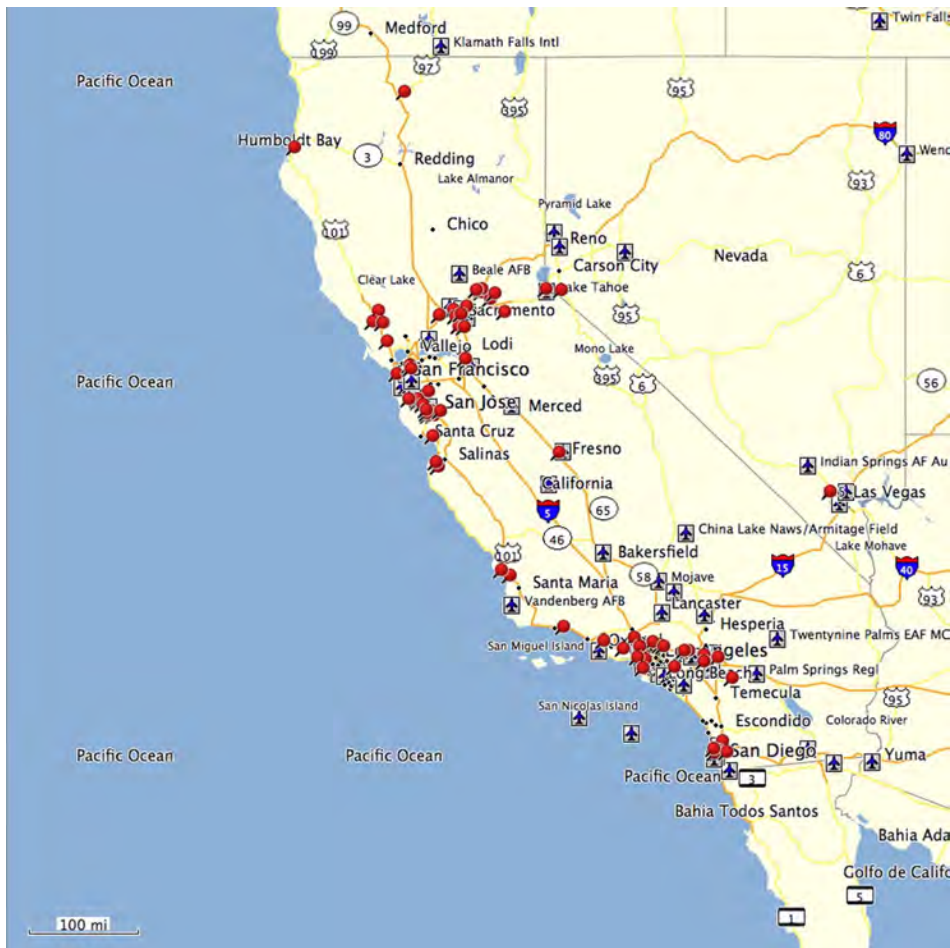 99
Medford
Twin Falls
Klamath Falls Intl
199
97
Pacific Ocean
95
395
Humboldt Bay
80
3
Redding
Wend
Lake Almanor
93
Pyramid Lake
Chico
101
Reno
Nevada
Carson City
Clear Lake
Beale AFB
6
Lake Tahoe
Sacramento
95
Vallejo
Lodi
Mono Lake
San Francisco
Pacific Ocean
395
6
56
San Jose
Merced
Santa Cruz
Salinas
Fresno
Indian Springs AF Au
California
Las Vegas
65
5
46
China Lake Naws/Armitage Field
101
Bakersfield
Lake Mohave
15
40
58
Mojave
Santa Maria
93
Vandenberg AFB
Lancaster
Hesperia
Twentynine Palms EAF MC
San Miguel Island
Long Beach
Palm Springs Regl
Temecula
95
San Nicolas Island
Escondido
Colorado River
Pacific Ocean
Pacific Ocean
San Diego
Yuma
Pacific Ocean
3
Bahia Todos Santos
Bahia Ada
Golfo de Califo
5
1
100 mi